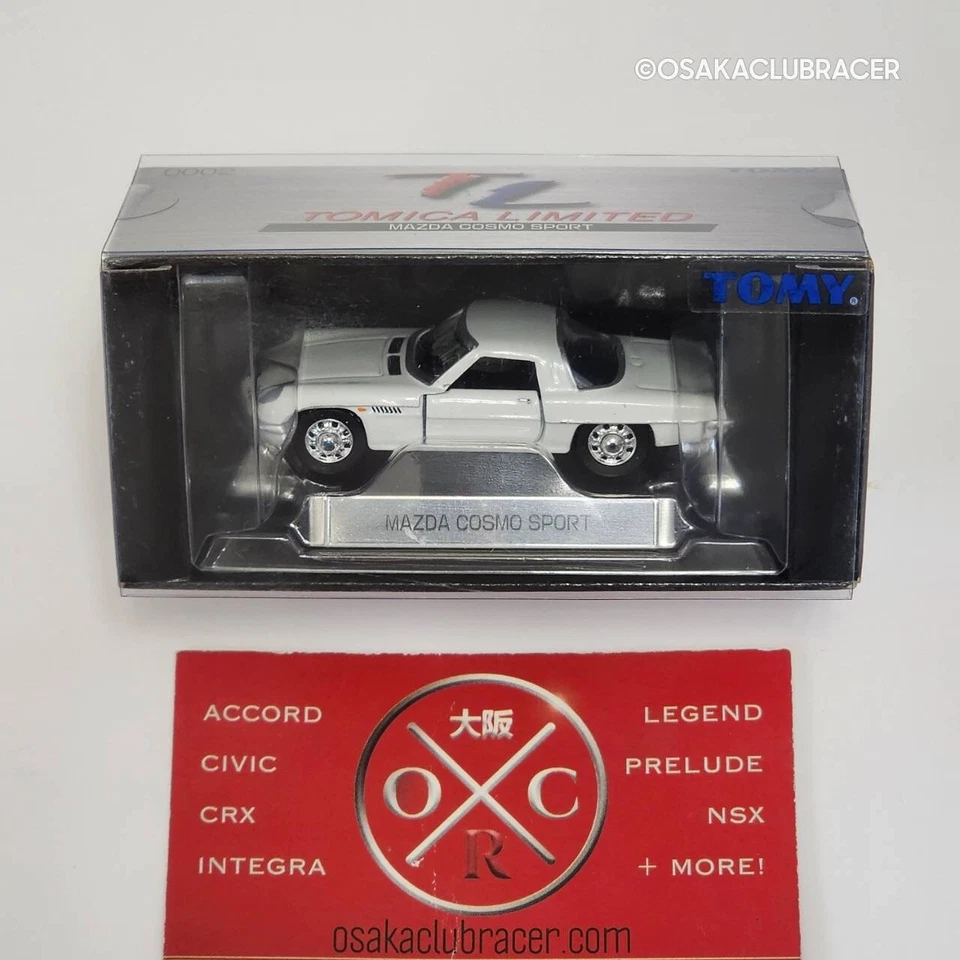 ©OSAKACLUBRACER
0002
TL
TOMICA LIMITED
MAZDA COSMO SPORT
TOMY®
MAZDA COSMO SPORT
ACCORD
CIVIC
CRX
INTEGRA
大阪
O C
R
LEGEND
PRELUDE
NSX
+ MORE!
osakaclubracer.com